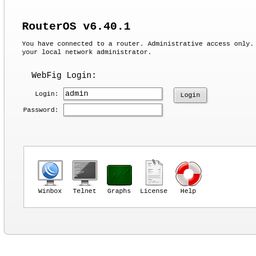 RouterOS v6.40.1
You have connected to a router. Administrative access only.
your local network administrator.
WebFig Login:
Login: admin Login
Password:
Winbox Telnet Graphs License Help